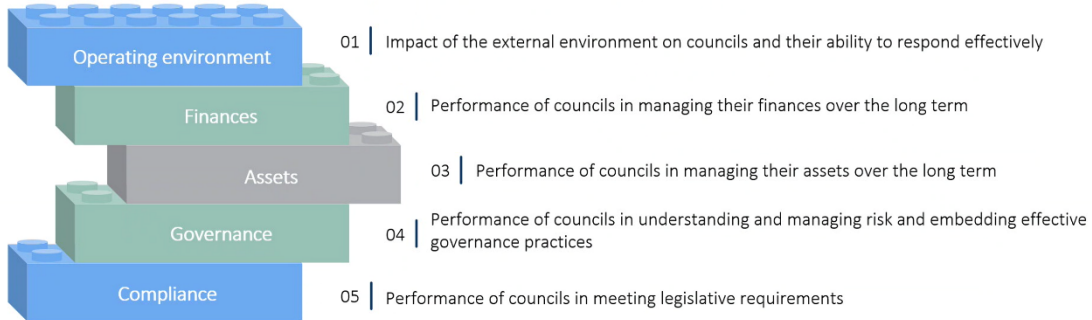 Operating environment
01 Impact of the external environment on councils and their ability to respond effectively
Finances
02 Performance of councils in managing their finances over the long term
Assets
03 Performance of councils in managing their assets over the long term
Governance
04 Performance of councils in understanding and managing risk and embedding effective
governance practices
Compliance
05 Performance of councils in meeting legislative requirements